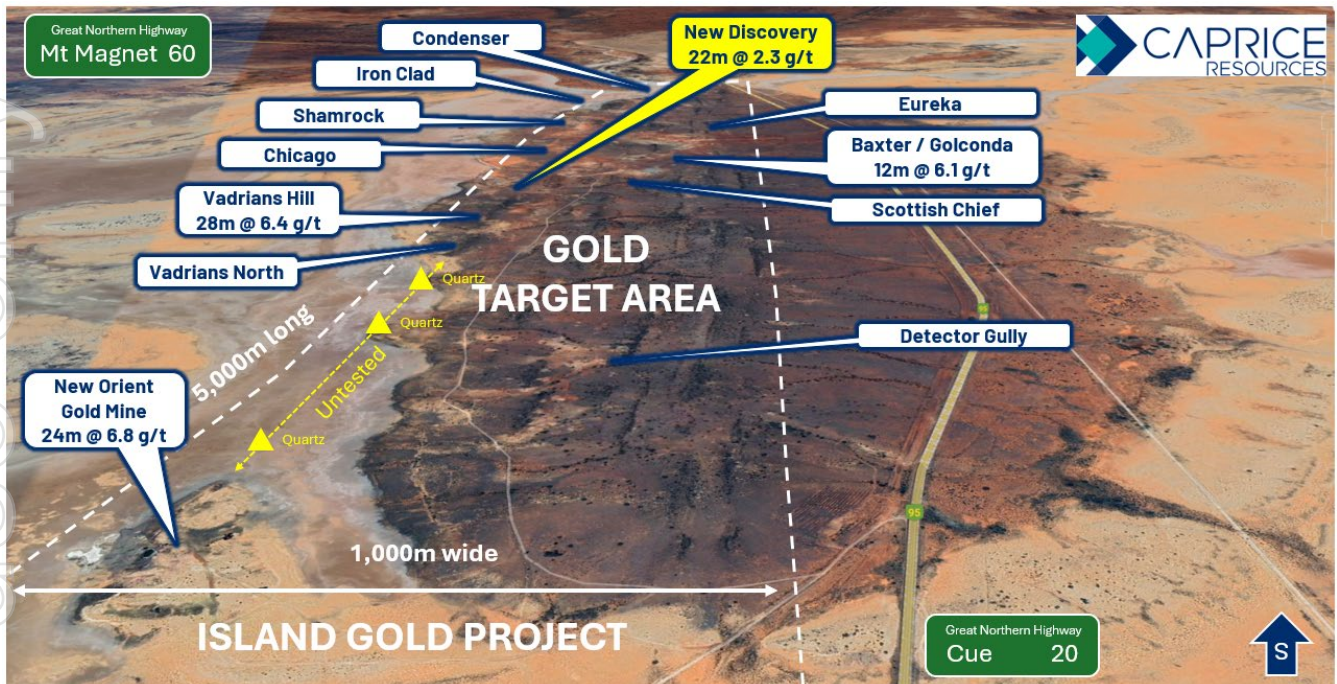 Great Northern Highway
Mt Magnet 60
Condenser
Iron Clad
Shamrock
Chicago
Vadrians Hill
28m @ 6.4 g/t
Vadrians North
New Discovery
22m @ 2.3 g/t
CAPRICE
RESOURCES
Eureka
Baxter / Golconda
12m @ 6.1 g/t
Scottish Chief
GOLD
TARGET AREA
Quartz
Quartz
Untested
Quartz
5,000m long
Detector Gully
New Orient
Gold Mine
24m @ 6.8 g/t
95
95
1,000m wide
ISLAND GOLD PROJECT
Great Northern Highway
Cue 20
S